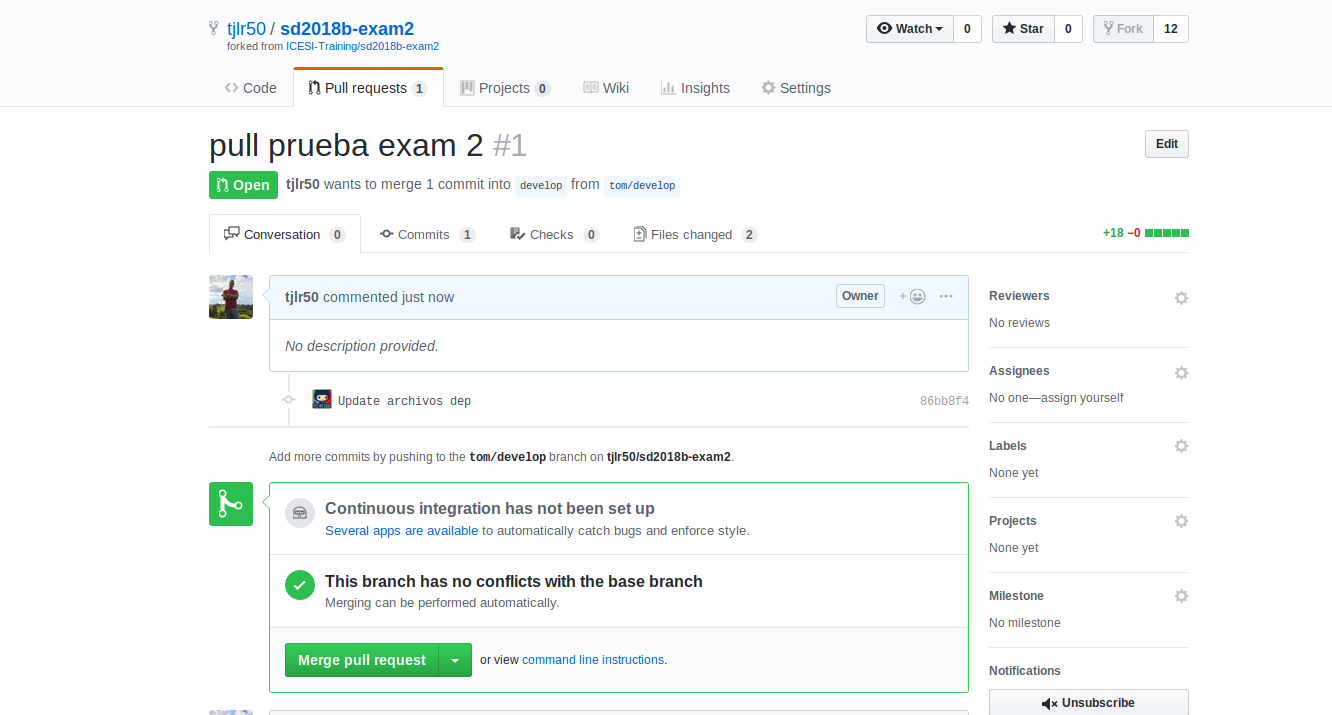 tjlr50 / sd2018b-exam2
forked from ICESI-Training/sd2018b-exam2
Watch 0 Star 0 Fork 12
Code Pull requests 1 Projects 0 Wiki Insights Settings
pull prueba exam 2 #1
Edit
Open tjlr50 wants to merge 1 commit into develop from tom/develop
Conversation 0 Commits 1 Checks 0 Files changed 2
+18 −0
tjlr50 commented just now
Owner
No description provided.
Update archivos dep
86bb8f4
Add more commits by pushing to the tom/develop branch on tjlr50/sd2018b-exam2.
Continuous integration has not been set up
Several apps are available to automatically catch bugs and enforce style.
This branch has no conflicts with the base branch
Merging can be performed automatically.
Merge pull request or view command line instructions.
Reviewers
No reviews
Assignees
No one—assign yourself
Labels
None yet
Projects
None yet
Milestone
No milestone
Notifications
Unsubscribe